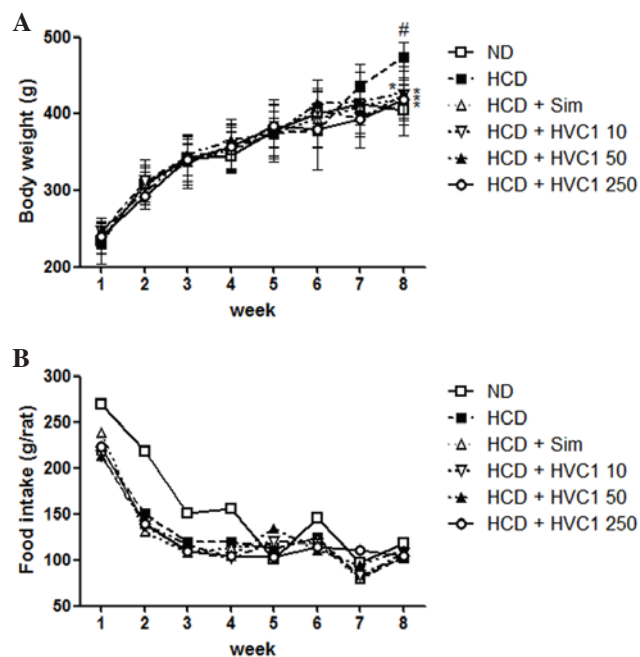 A
500
400
300
200
Body weight (g)
#
*
*
*
*
1 2 3 4 5 6 7 8
week
ND
HCD
HCD + Sim
HCD + HVC1 10
HCD + HVC1 50
HCD + HVC1 250
B
300
250
200
150
100
50
Food intake (g/rat)
1 2 3 4 5 6 7 8
week
ND
HCD
HCD + Sim
HCD + HVC1 10
HCD + HVC1 50
HCD + HVC1 250